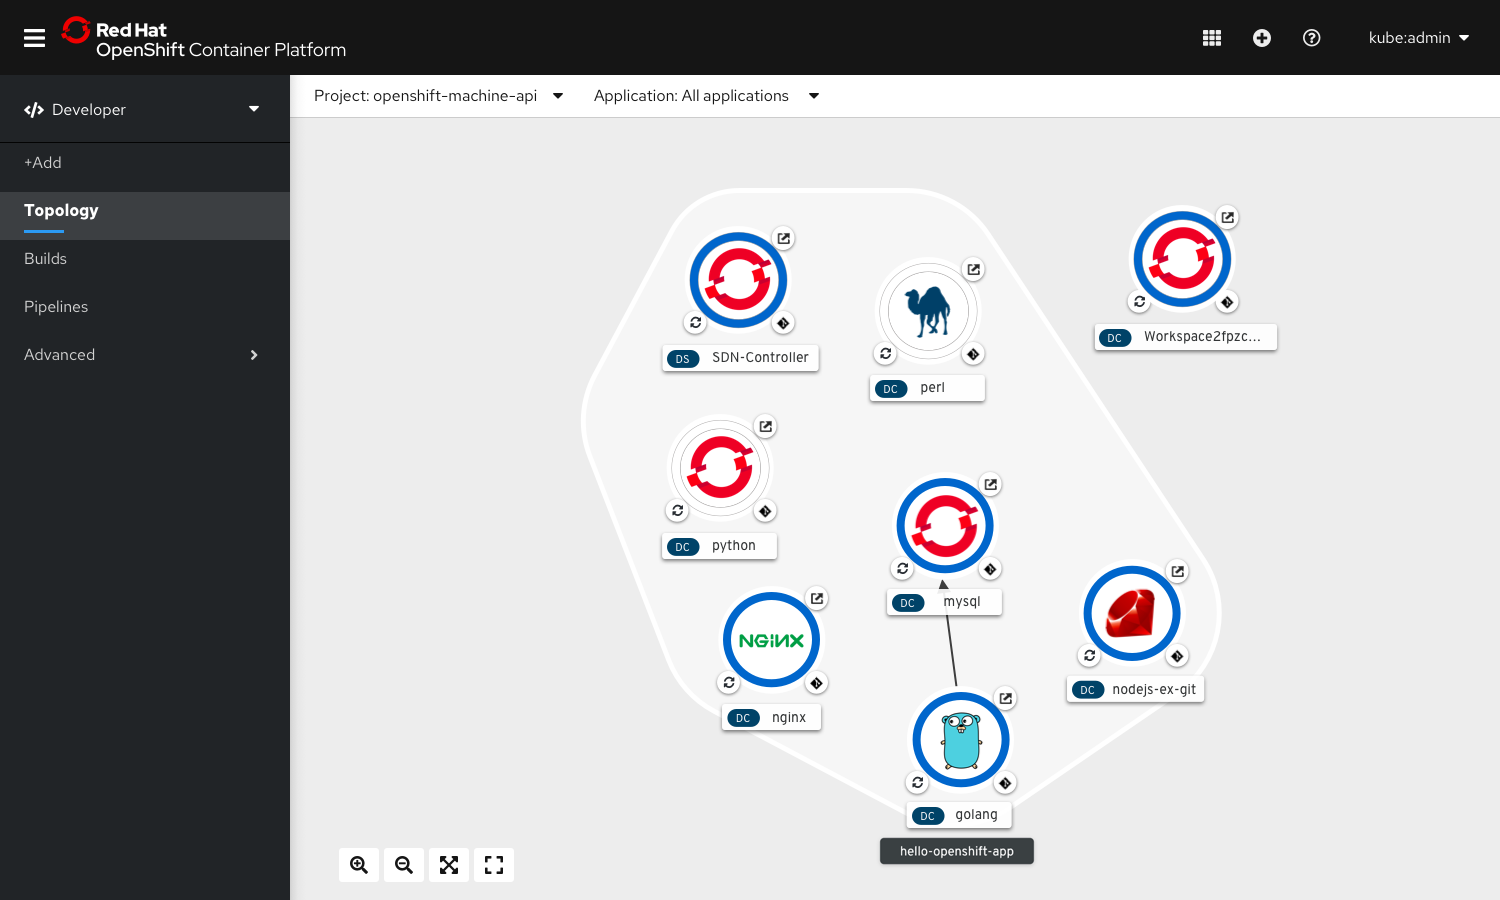 Red Hat
OpenShift Container Platform
kube:admin
Developer
Project: openshift-machine-api
Application: All applications
+Add
Topology
Builds
Pipelines
Advanced
DS SDN-Controller
DC perl
DC Workspace2fpzc...
DC python
DC mysql
NGINX
DC nginx
DC nodejs-ex-git
DC golang
hello-openshift-app